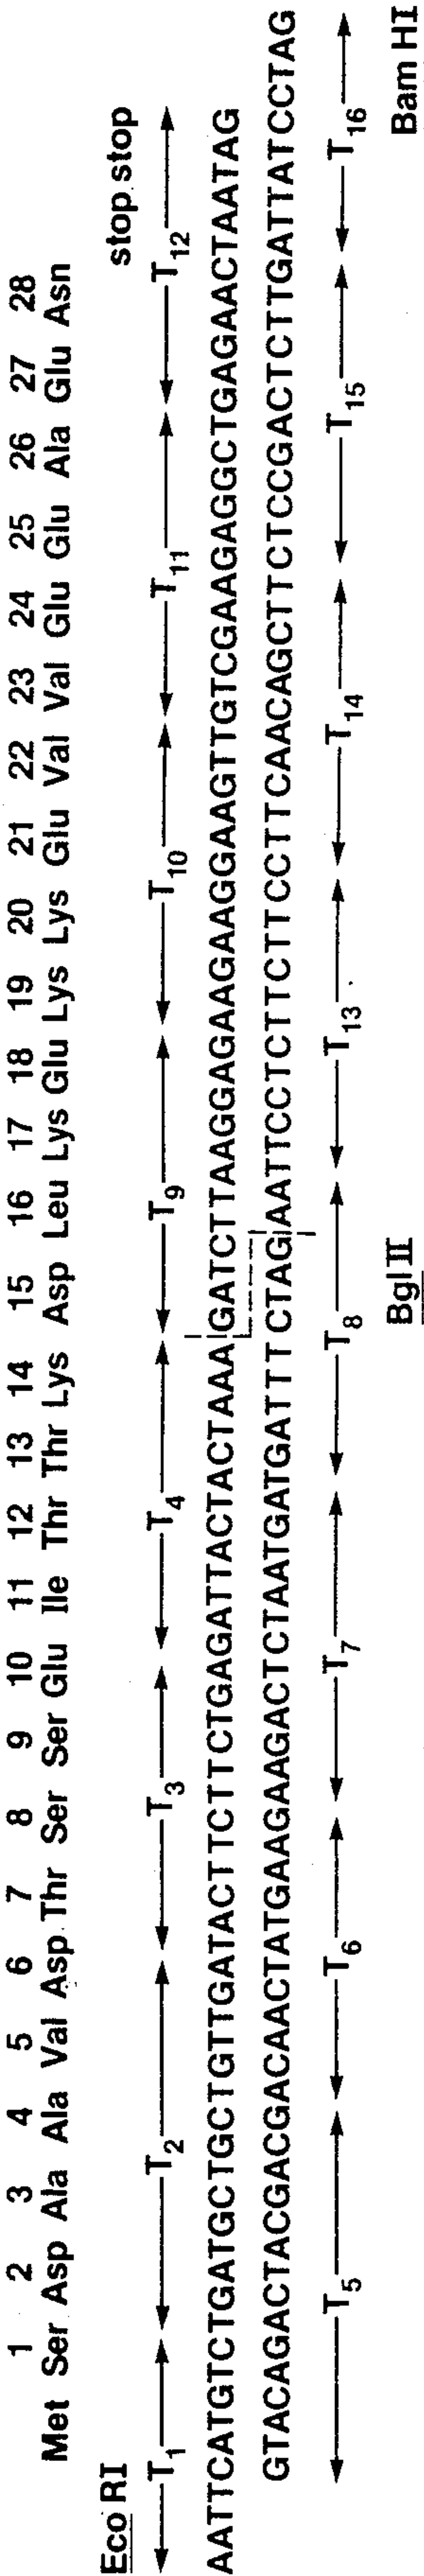 1 2 3 4 5 6 7 8 9 10 11 12 13 14 15 16 17 18 19 20 21 22 23 24 25 26 27 28
Met Ser Asp Ala Ala Val Asp Thr Ser Ser Glu Ile Thr Thr Lys Asp Leu Lys Glu Lys Lys Glu Val Val Glu Glu Ala Glu Asn
stop stop
Eco RI
T1 T2 T3 T4 T9 T10 T11 T12
AATTCATGTCTGATGCTGCTGTTGATACTTCTTCTGAGATTACTACTAAA GATCTTAAGGAGAAGAAGGAAGTTGTCGAAGAGGCTGAGAACTAATAG
GTACAGACTACGACGACAACTATGAAGAAGACTCTAATGATGATTT CTAGAATTCCTCTTCTTCCTTCAACAGCTTCTCCGACTCTTGATTATCCTAG
T5 T6 T7 T8 T13 T14 T15 T16
Bgl II Bam HI